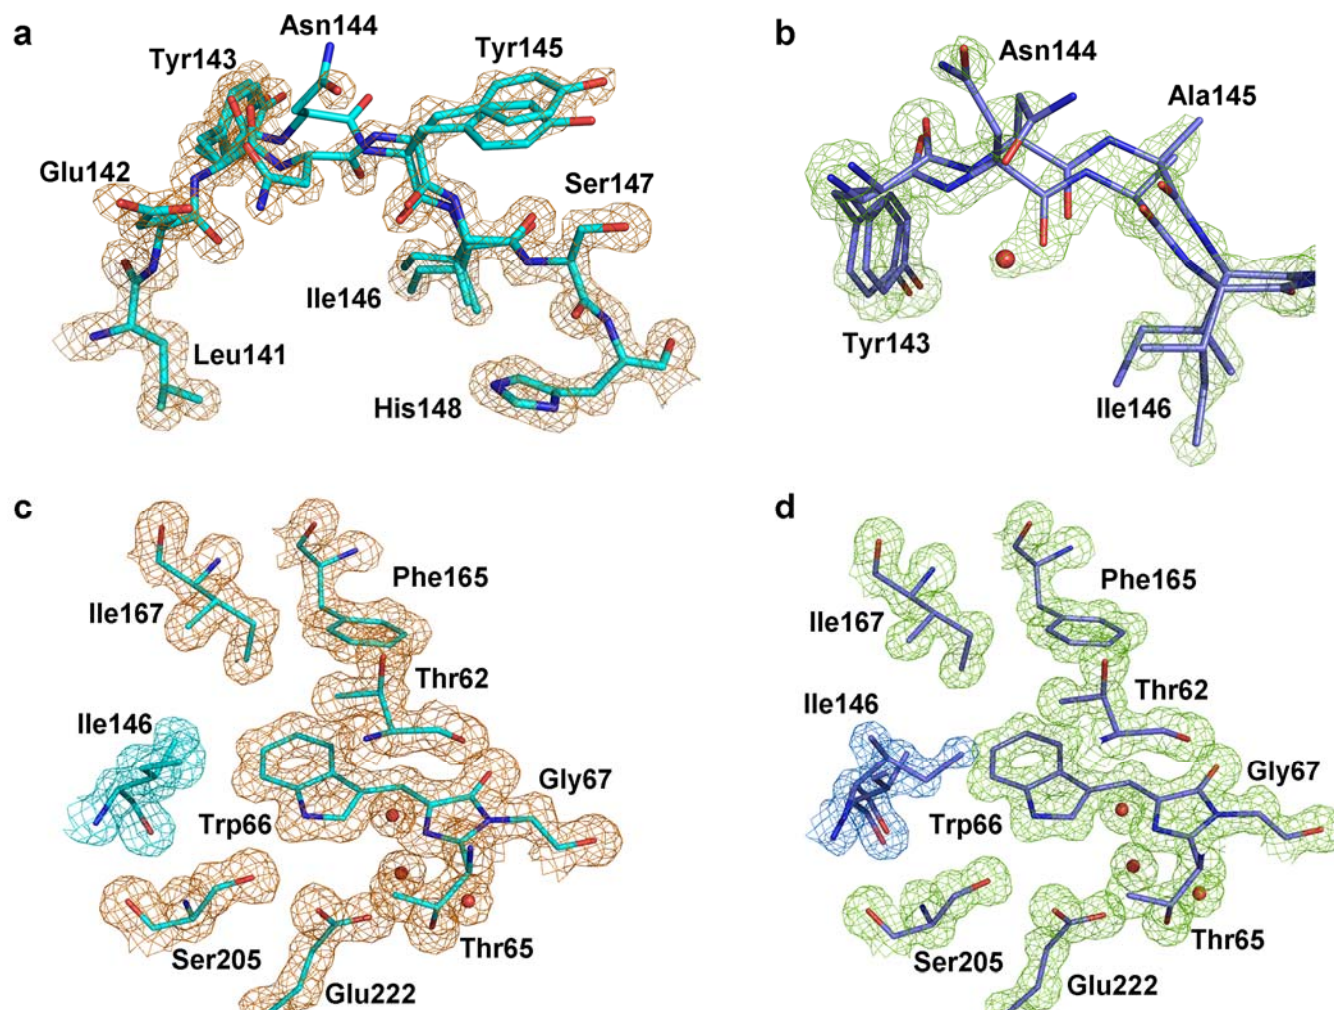 a
Asn144
Tyr143
Tyr145
Glu142
Ser147
Ile146
Leu141
His148
b
Asn144
Ala145
Tyr143
Ile146
c
Phe165
Ile167
Thr62
Ile146
Gly67
Trp66
Ser205
Thr65
Glu222
d
Phe165
Ile167
Thr62
Ile146
Gly67
Trp66
Thr65
Ser205
Glu222